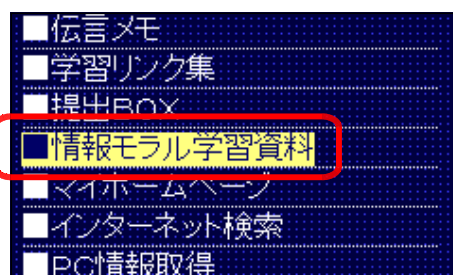 ■伝言メモ
■学習リンク集
■提出BOX
■情報モラル学習資料
■マイホームページ
■インターネット検索
■PC情報取得